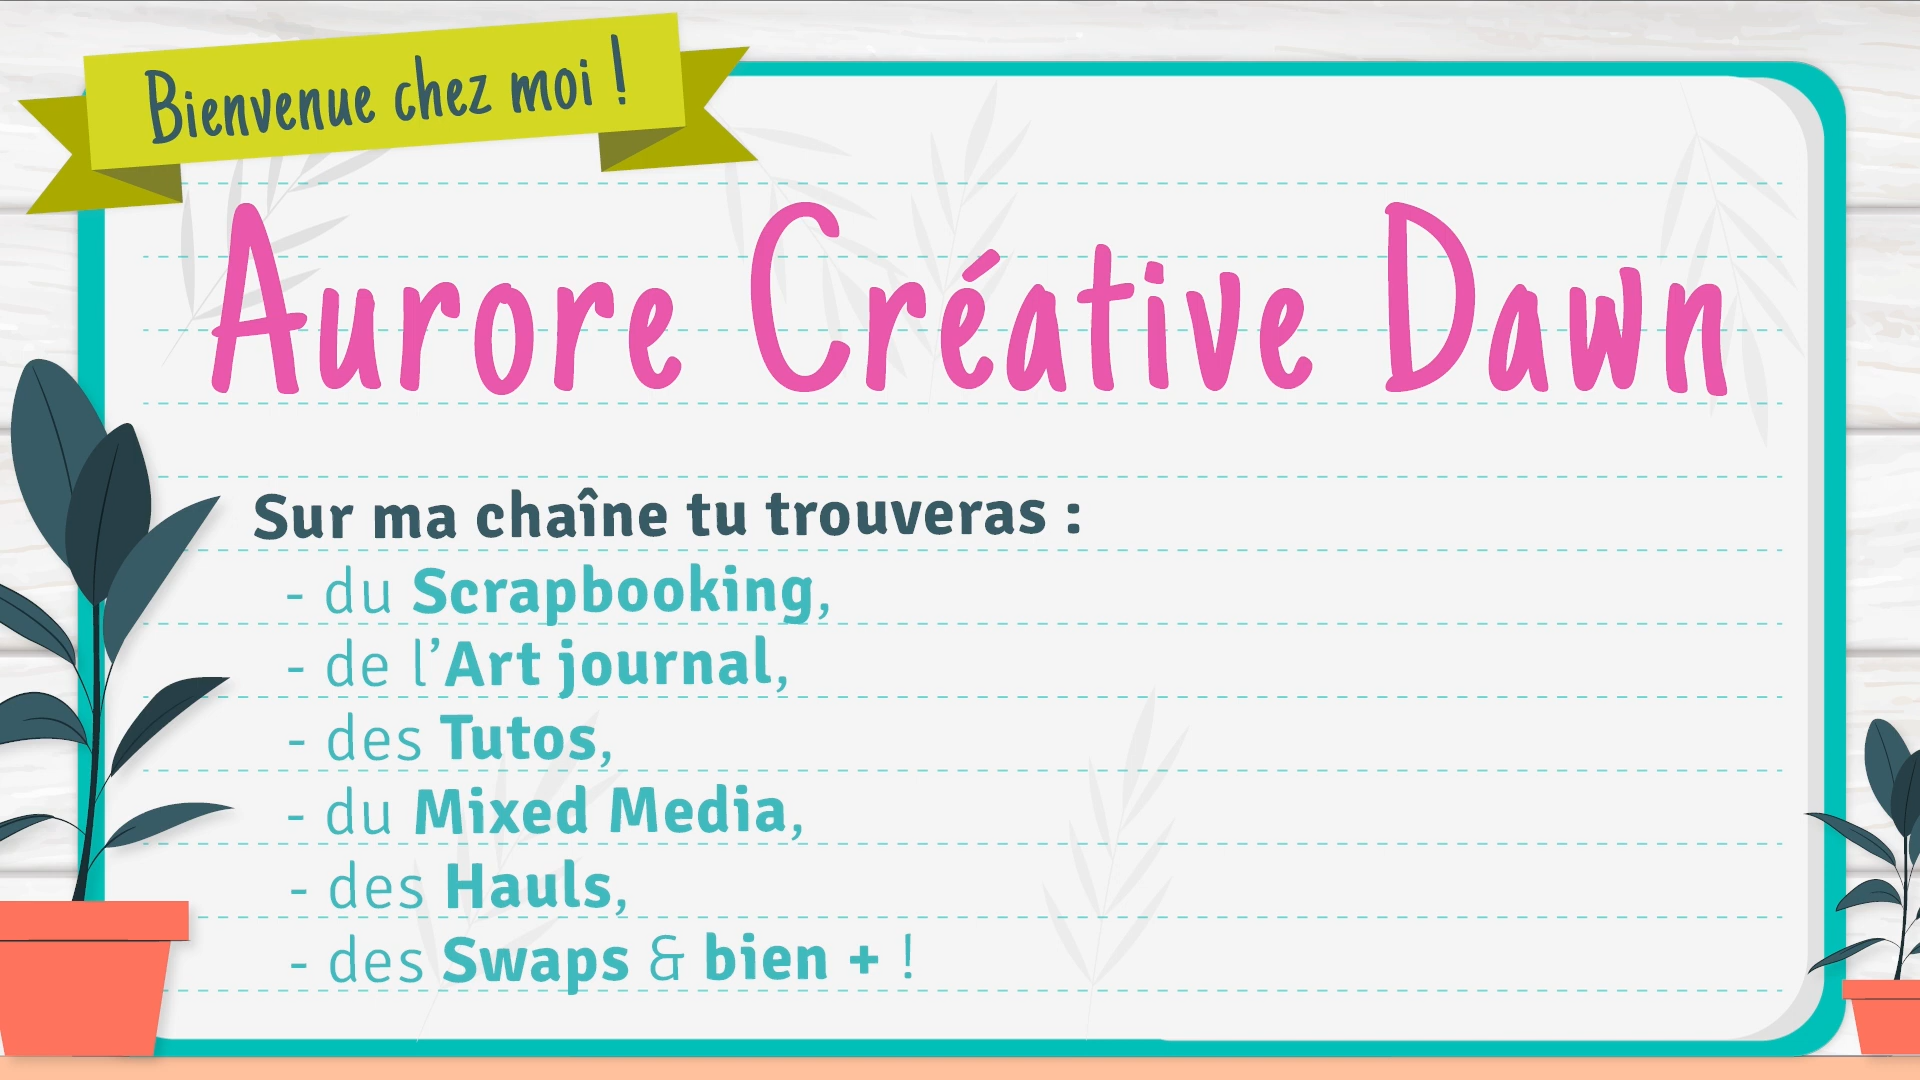 Bienvenue chez moi !
Aurore Créative Dawn
Sur ma chaîne tu trouveras :
- du Scrapbooking,
- de l’Art journal,
- des Tutos,
- du Mixed Media,
- des Hauls,
- des Swaps & bien + !